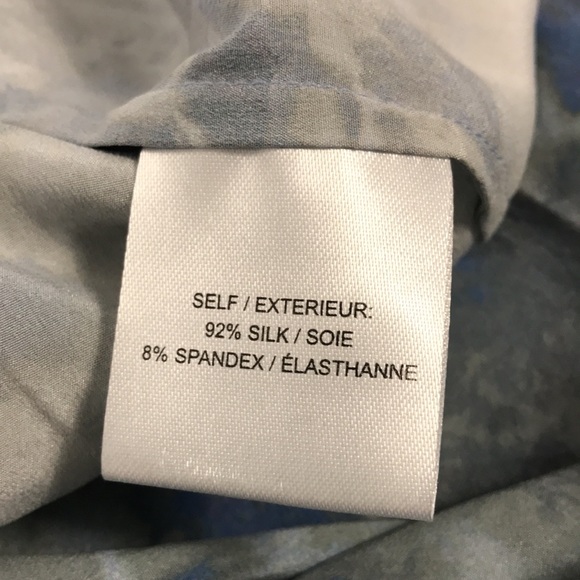 SELF / EXTERIEUR:
92% SILK / SOIE
8% SPANDEX / ÉLASTHANNE